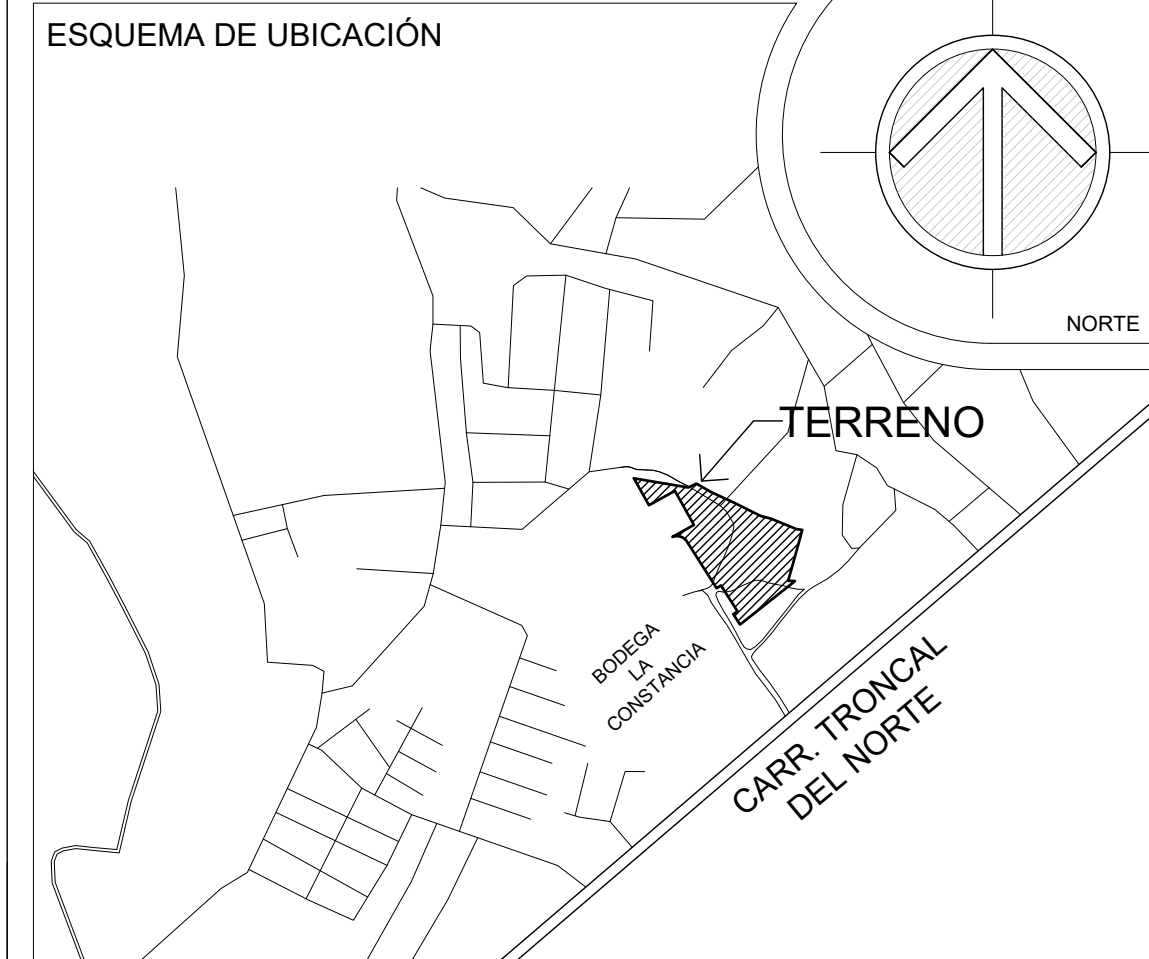 ESQUEMA DE UBICACIÓN
NORTE
TERRENO
BODEGA
LA
CONSTANCIA
CARR. TRONCAL
DEL NORTE